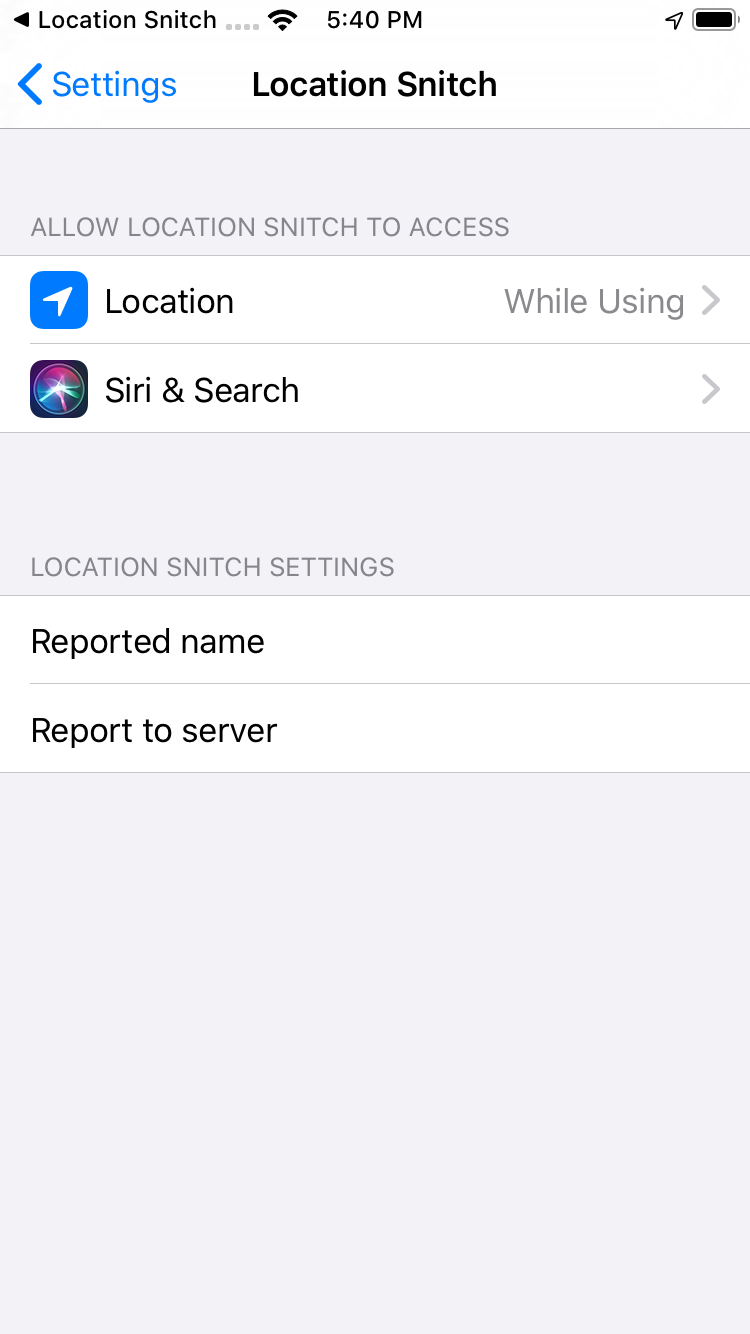 Location Snitch 5:40 PM
Settings Location Snitch
ALLOW LOCATION SNITCH TO ACCESS
Location While Using
Siri & Search
LOCATION SNITCH SETTINGS
Reported name
Report to server